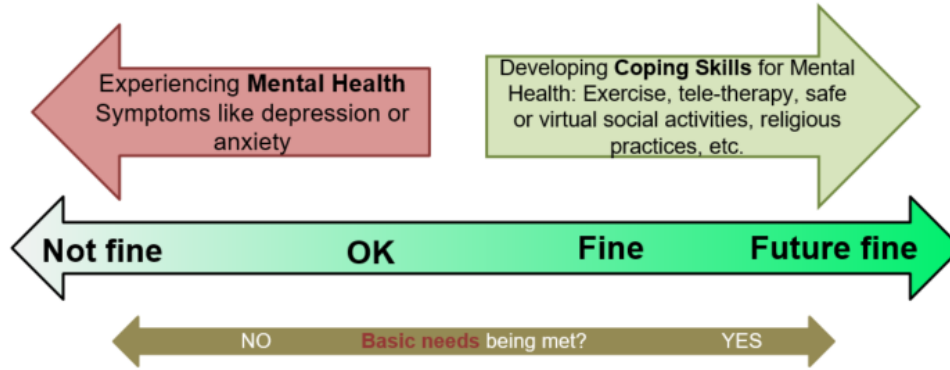 Experiencing Mental Health
Symptoms like depression or
anxiety
Developing Coping Skills for Mental
Health: Exercise, tele-therapy, safe
or virtual social activities, religious
practices, etc.
Not fine OK Fine Future fine
NO Basic needs being met? YES